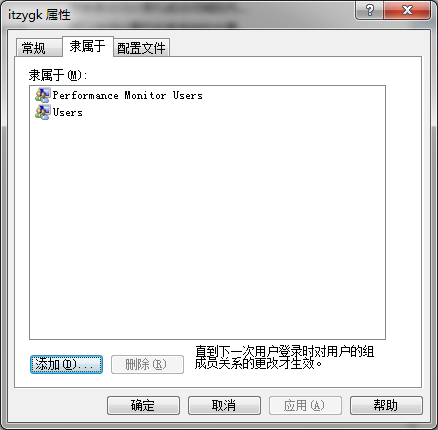 itzygk 属性
常规 隶属于 配置文件
隶属于(M):
Performance Monitor Users
Users
添加(D)... 删除(R)
直到下一次用户登录时对用户的组
成员关系的更改才生效。
确定 取消 应用(A) 帮助